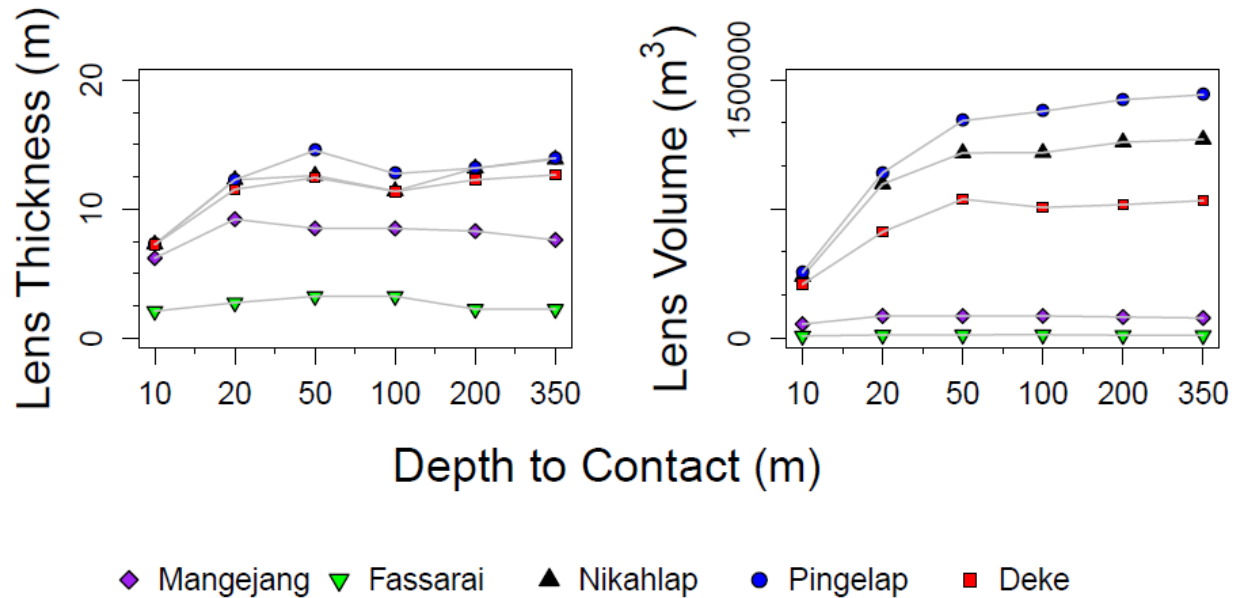 Lens Thickness (m)
20
10
0
10 20 50 100 200 350
Lens Volume (m³)
1500000
0
10 20 50 100 200 350
Depth to Contact (m)
Mangejang Fassarai Nikahlap Pingelap Deke